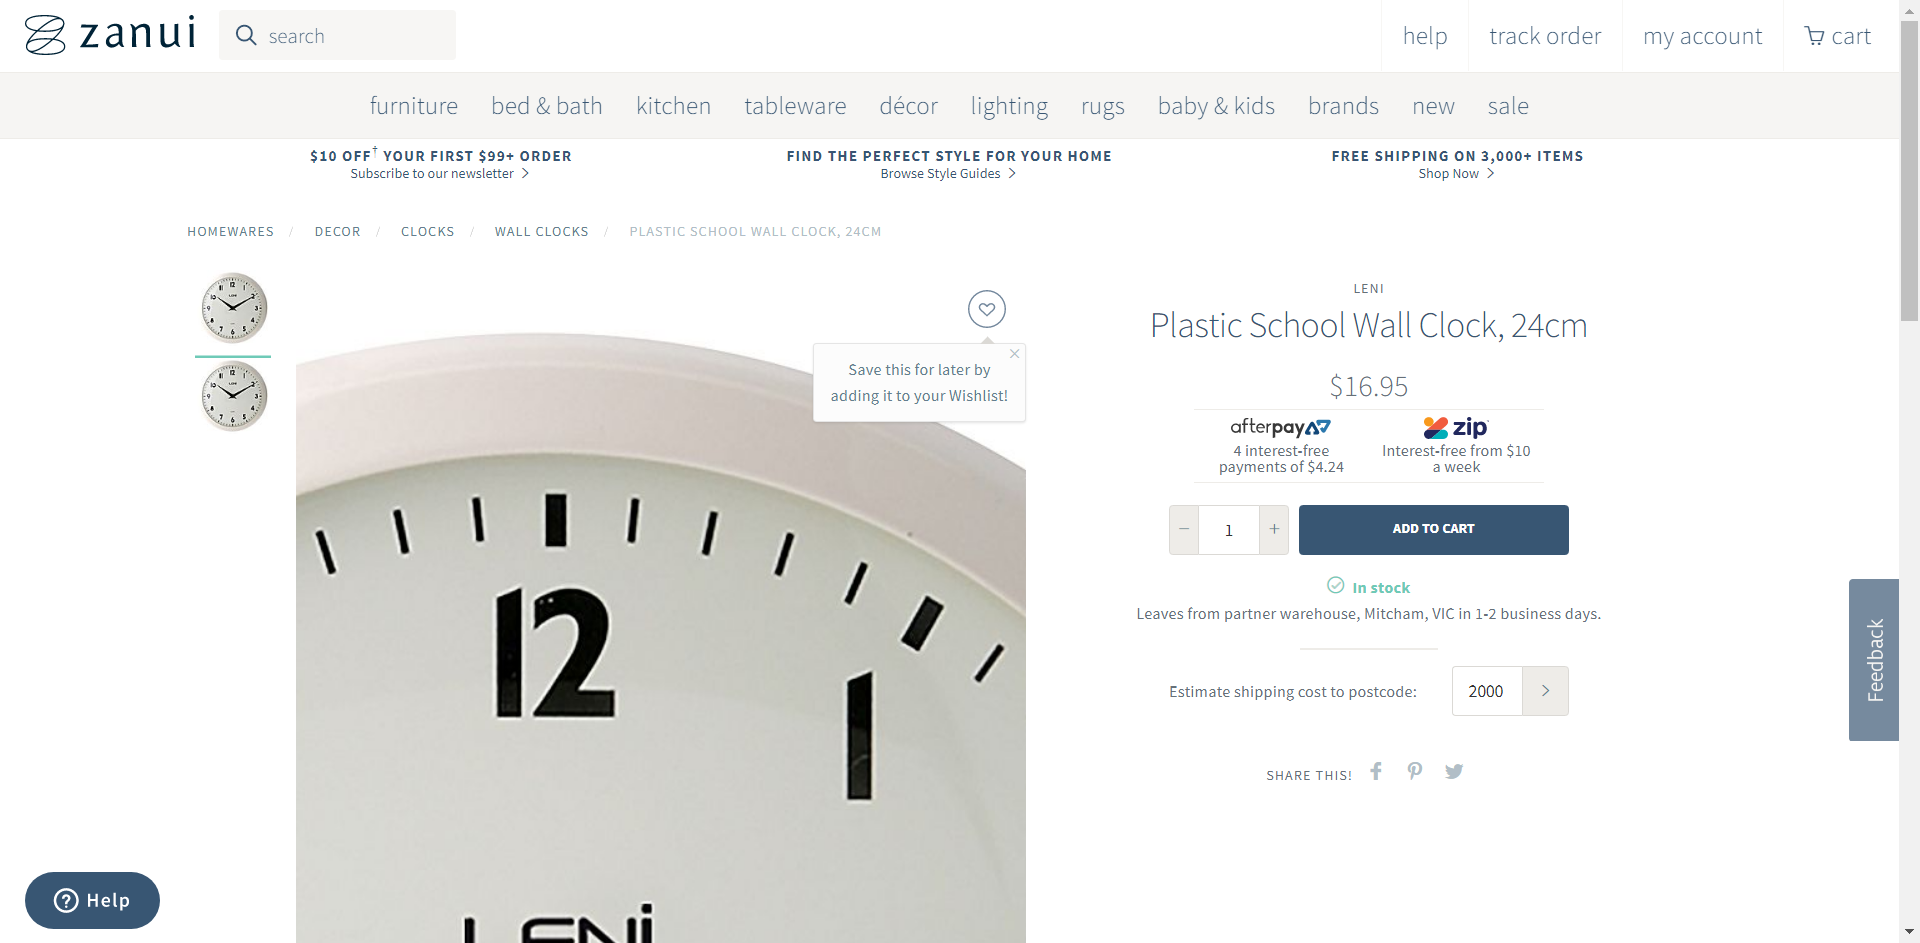 zanui
search
help
track order
my account
cart
furniture
bed & bath
kitchen
tableware
décor
lighting
rugs
baby & kids
brands
new
sale
$10 OFF† YOUR FIRST $99+ ORDER
Subscribe to our newsletter
FIND THE PERFECT STYLE FOR YOUR HOME
Browse Style Guides
FREE SHIPPING ON 3,000+ ITEMS
Shop Now
HOMEWARES / DECOR / CLOCKS / WALL CLOCKS / PLASTIC SCHOOL WALL CLOCK, 24CM
Save this for later by
adding it to your Wishlist!
12
1
LENI
LENI
Plastic School Wall Clock, 24cm
$16.95
afterpay
4 interest-free
payments of $4.24
zip
Interest-free from $10
a week
− 1 +
ADD TO CART
In stock
Leaves from partner warehouse, Mitcham, VIC in 1-2 business days.
Estimate shipping cost to postcode:
2000
SHARE THIS!
Feedback
Help